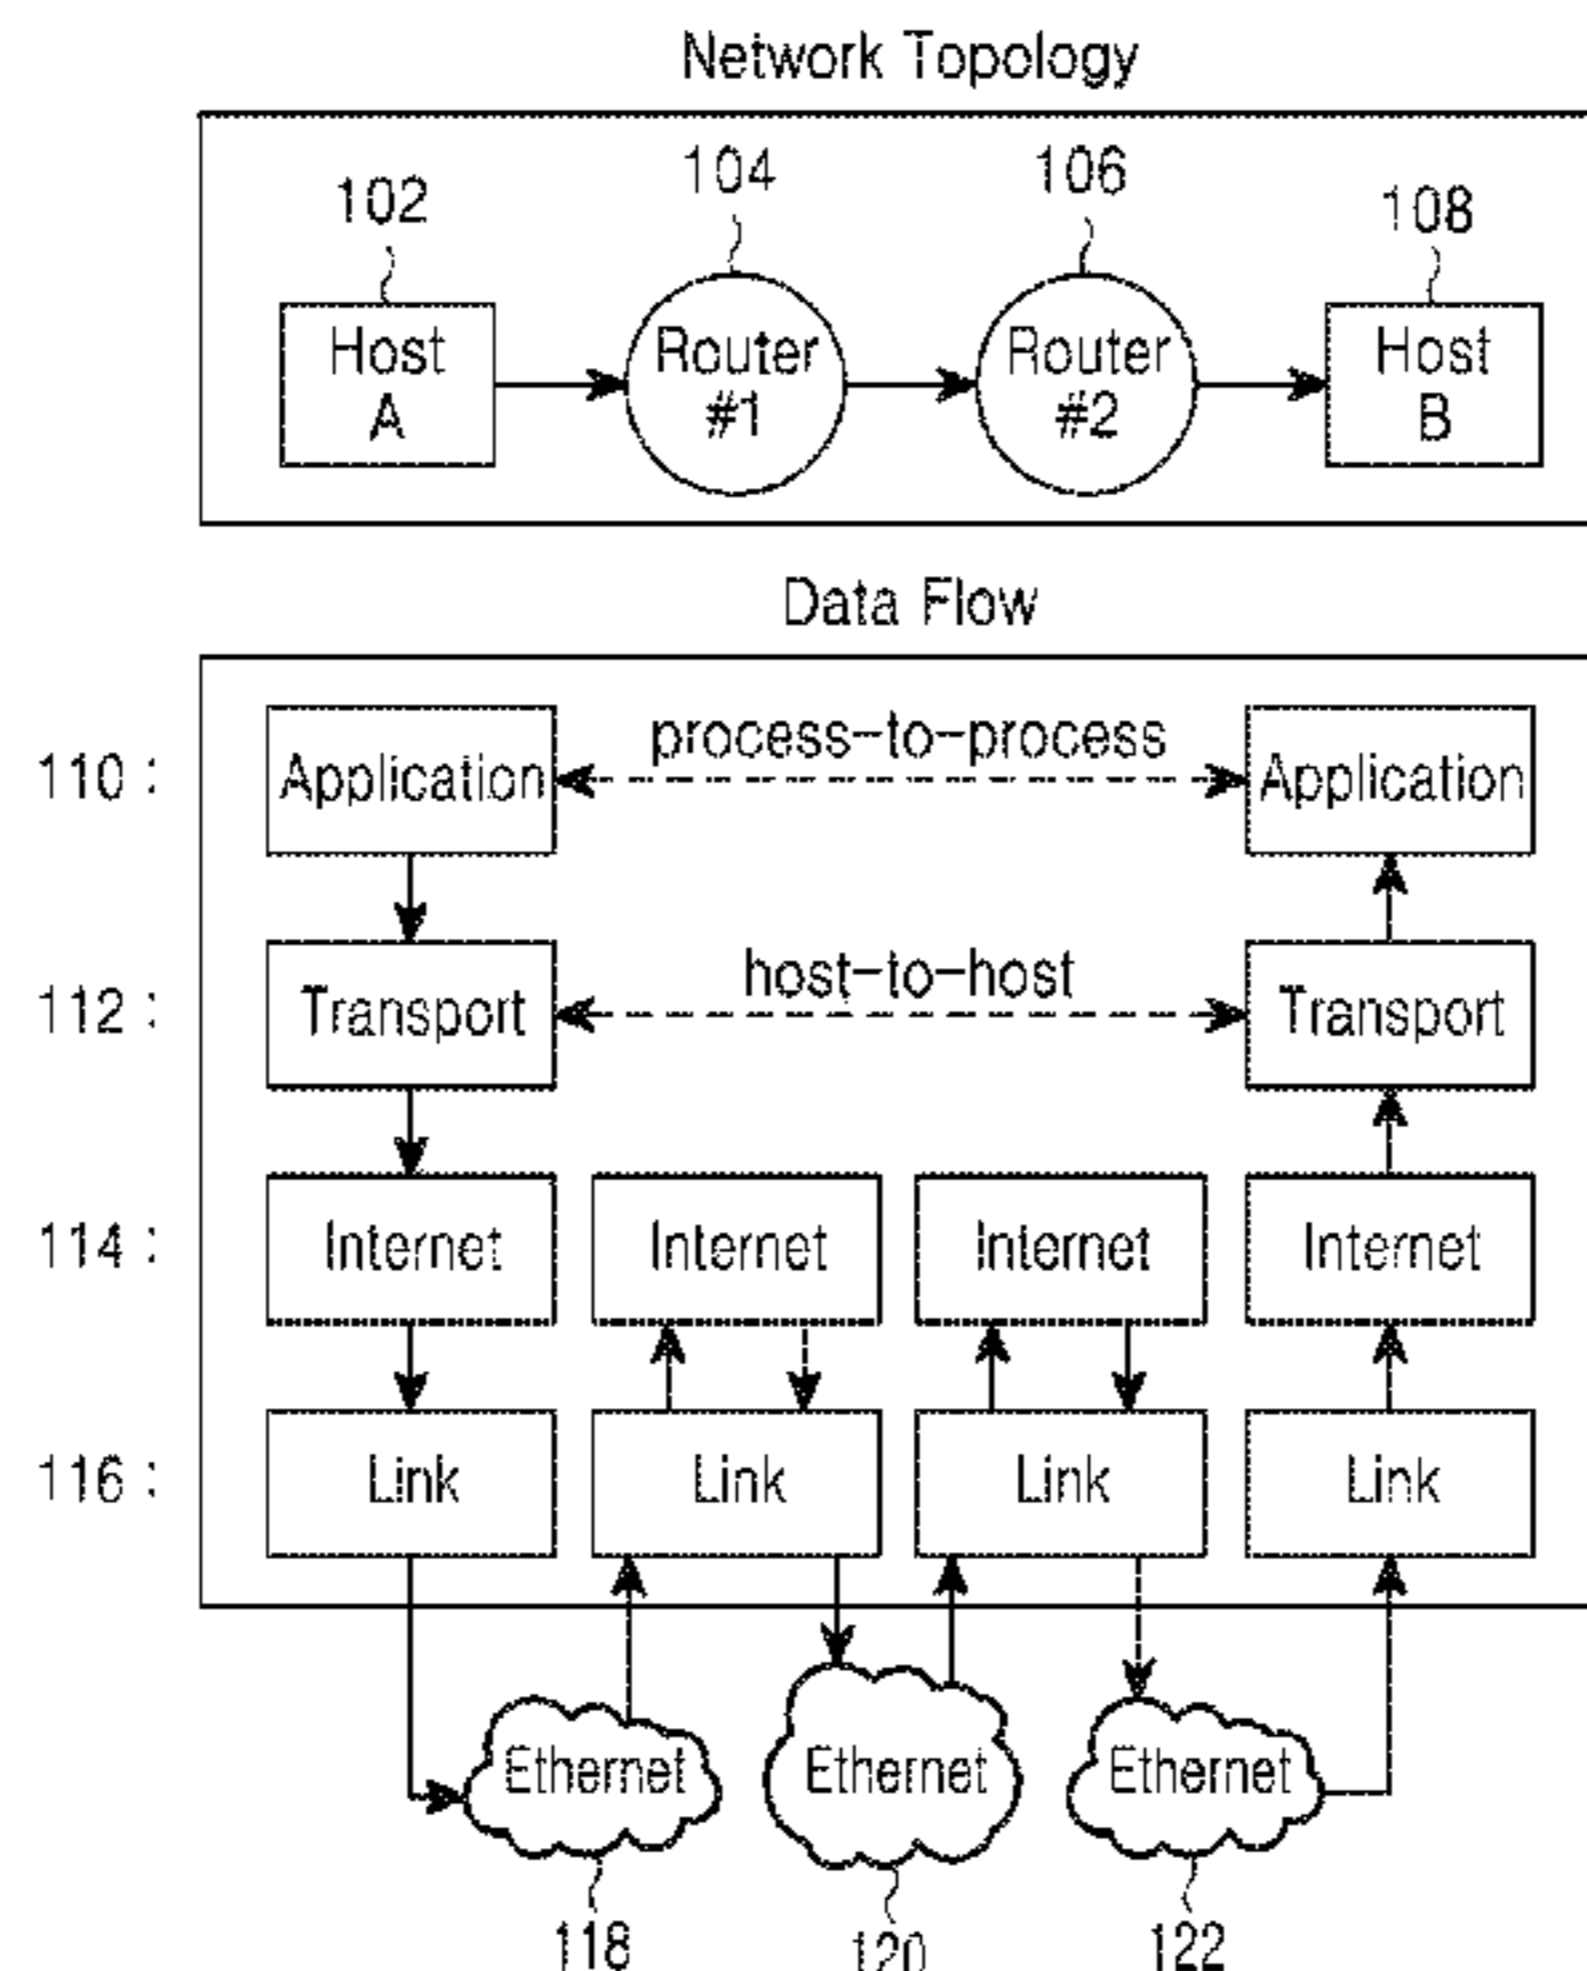 Network Topology
102
104
106
108
Host
A
Router
#1
Router
#2
Host
B
Data Flow
110 :
Application
process-to-process
Application
112 :
Transport
host-to-host
Transport
114 :
Internet
Internet
Internet
Internet
116 :
Link
Link
Link
Link
Ethernet
Ethernet
Ethernet
118
120
122